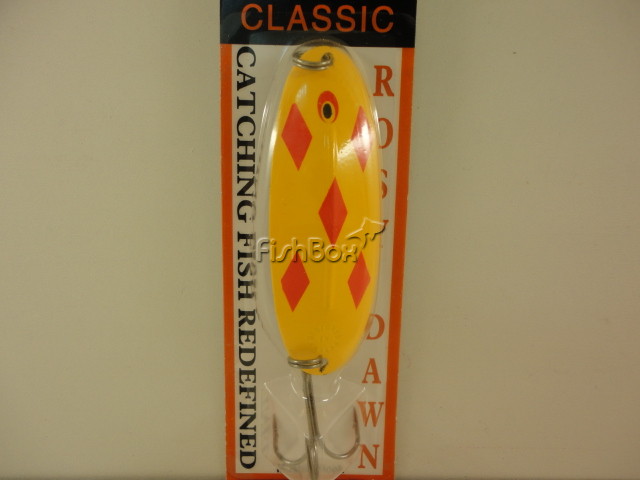 CLASSIC
CATCHING FISH REDEFINED
ROSY DAWN
FishBox